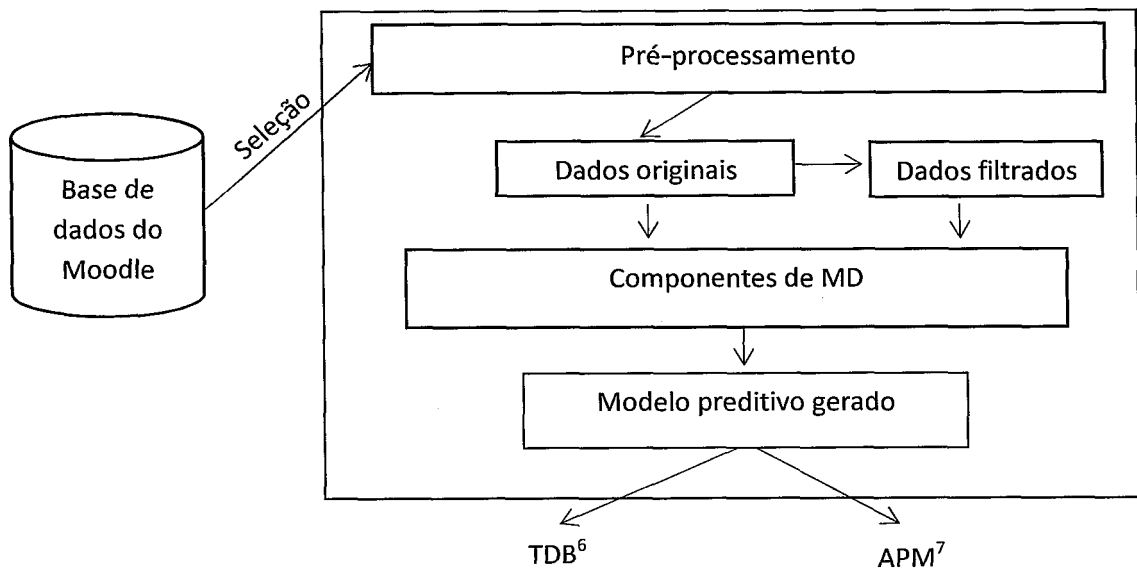 Pré-processamento
Seleção
Base de
dados do
Moodle
Dados originais
Dados filtrados
Componentes de MD
Modelo preditivo gerado
TDB⁶
APM⁷